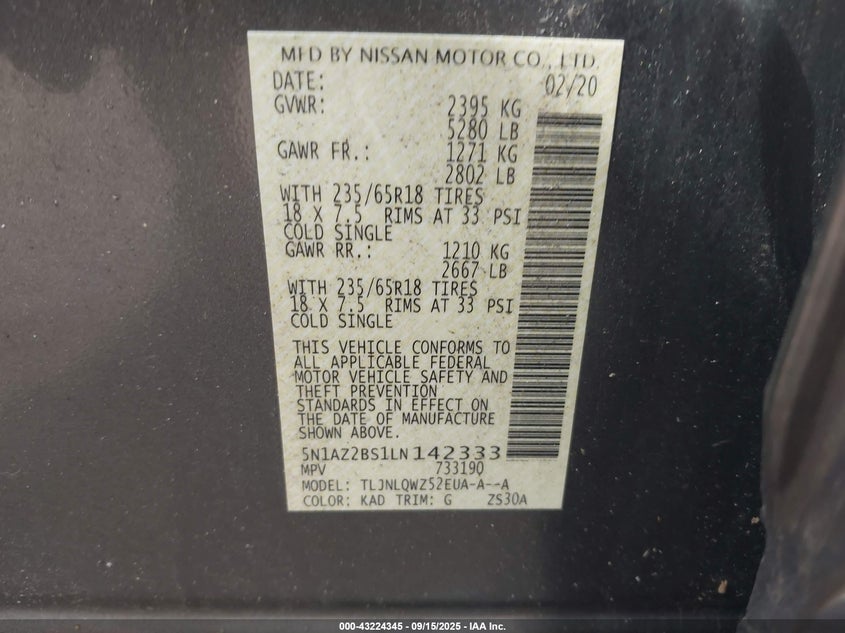 MFD BY NISSAN MOTOR CO., LTD.
DATE: 02/20
GVWR: 2395 KG
5280 LB
GAWR FR.: 1271 KG
2802 LB
WITH 235/65R18 TIRES
18 X 7.5 RIMS AT 33 PSI
COLD SINGLE
GAWR RR.: 1210 KG
2667 LB
WITH 235/65R18 TIRES
18 X 7.5 RIMS AT 33 PSI
COLD SINGLE
THIS VEHICLE CONFORMS TO
ALL APPLICABLE FEDERAL
MOTOR VEHICLE SAFETY AND
THEFT PREVENTION
STANDARDS IN EFFECT ON
THE DATE OF MANUFACTURE
SHOWN ABOVE.
5N1AZ2BS1LN142333
MPV 733190
MODEL: TLJNLQWZ52EUA-A--A
COLOR: KAD TRIM: G ZS30A
000-43224345 - 09/15/2025 - IAA Inc.